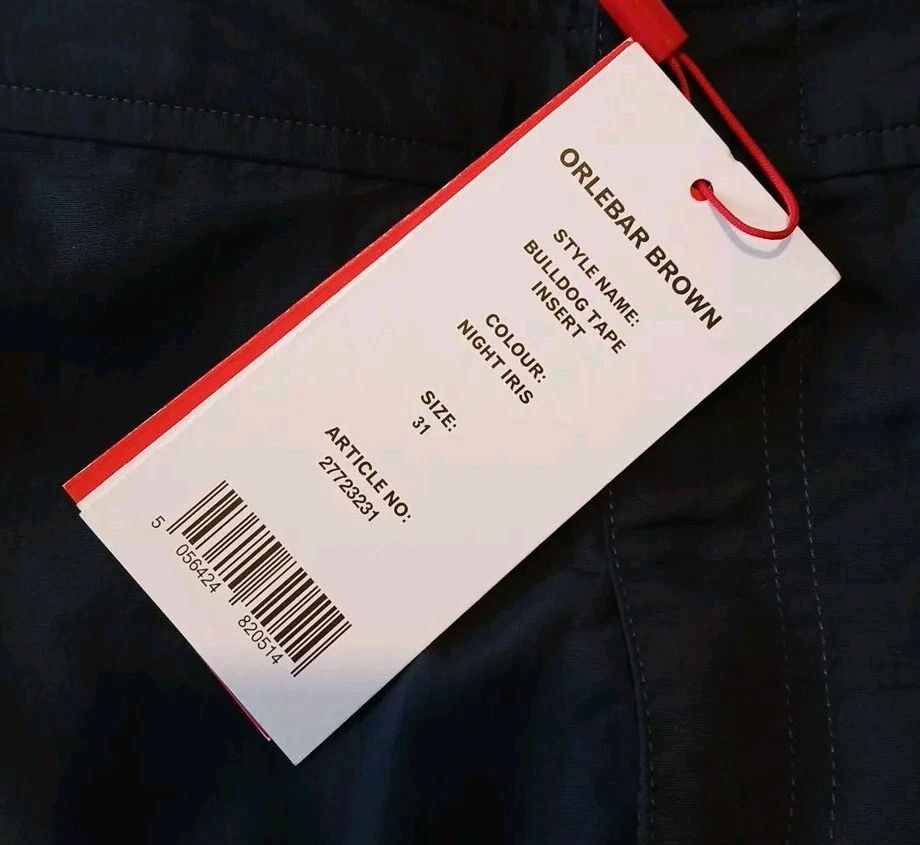 ORLEBAR BROWN
STYLE NAME:
BULLDOG TAPE
INSERT
COLOUR:
NIGHT IRIS
SIZE:
31
ARTICLE NO:
27723231
5 056424 820514